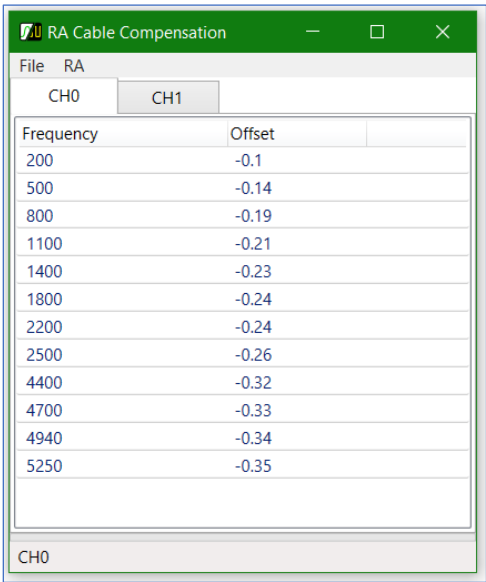 RA Cable Compensation
File RA
CH0 CH1
Frequency Offset
200 -0.1
500 -0.14
800 -0.19
1100 -0.21
1400 -0.23
1800 -0.24
2200 -0.24
2500 -0.26
4400 -0.32
4700 -0.33
4940 -0.34
5250 -0.35
CH0